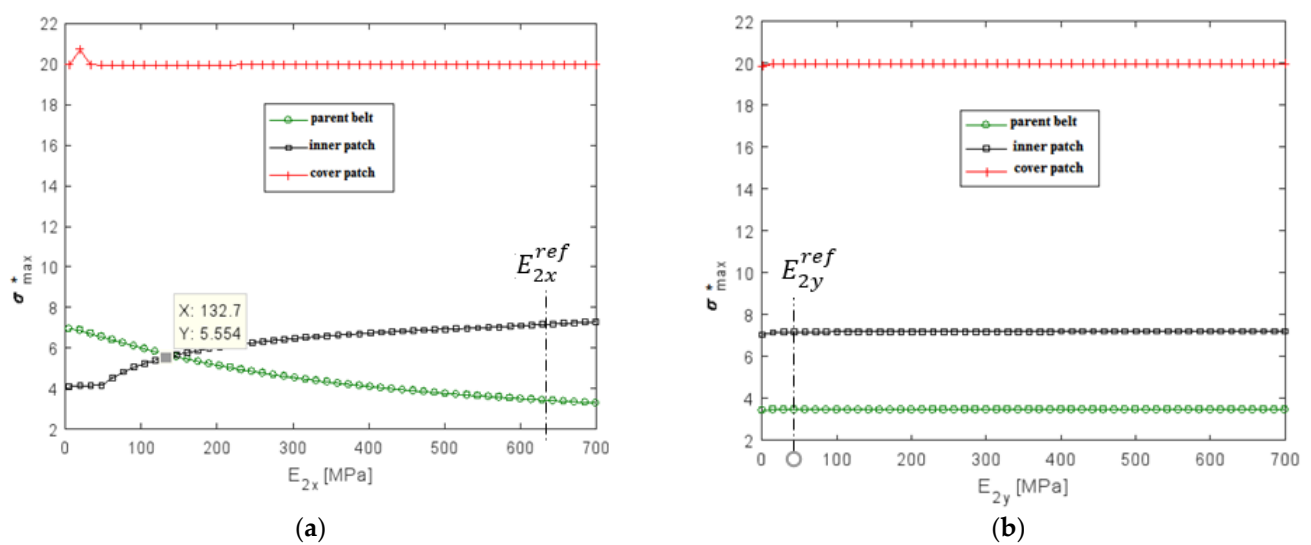 22
20
18
16
14
12
10
8
6
4
2
σ*max
parent belt
inner patch
cover patch
X: 132.7
Y: 5.554
E2x^ref
0 100 200 300 400 500 600 700
E2x [MPa]
(a)
22
20
18
16
14
12
10
8
6
4
2
σ*max
parent belt
inner patch
cover patch
E2y^ref
0 100 200 300 400 500 600 700
E2y [MPa]
(b)